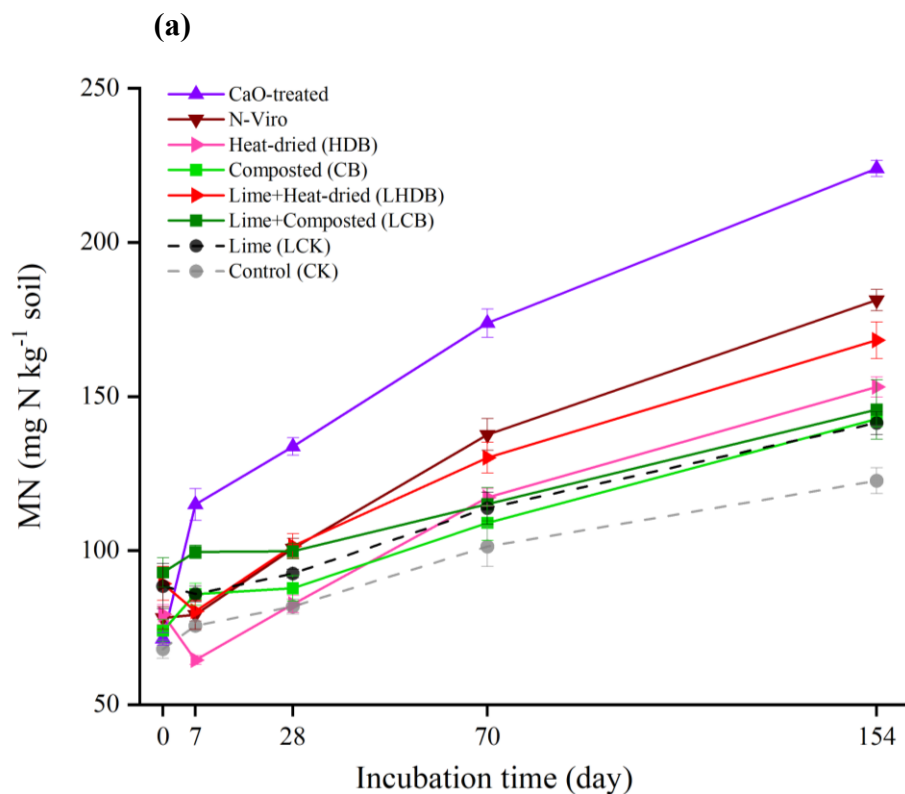 (a)
CaO-treated
N-Viro
Heat-dried (HDB)
Composted (CB)
Lime+Heat-dried (LHDB)
Lime+Composted (LCB)
Lime (LCK)
Control (CK)
250
200
150
100
50
MN (mg N kg⁻¹ soil)
0 7 28 70 154
Incubation time (day)